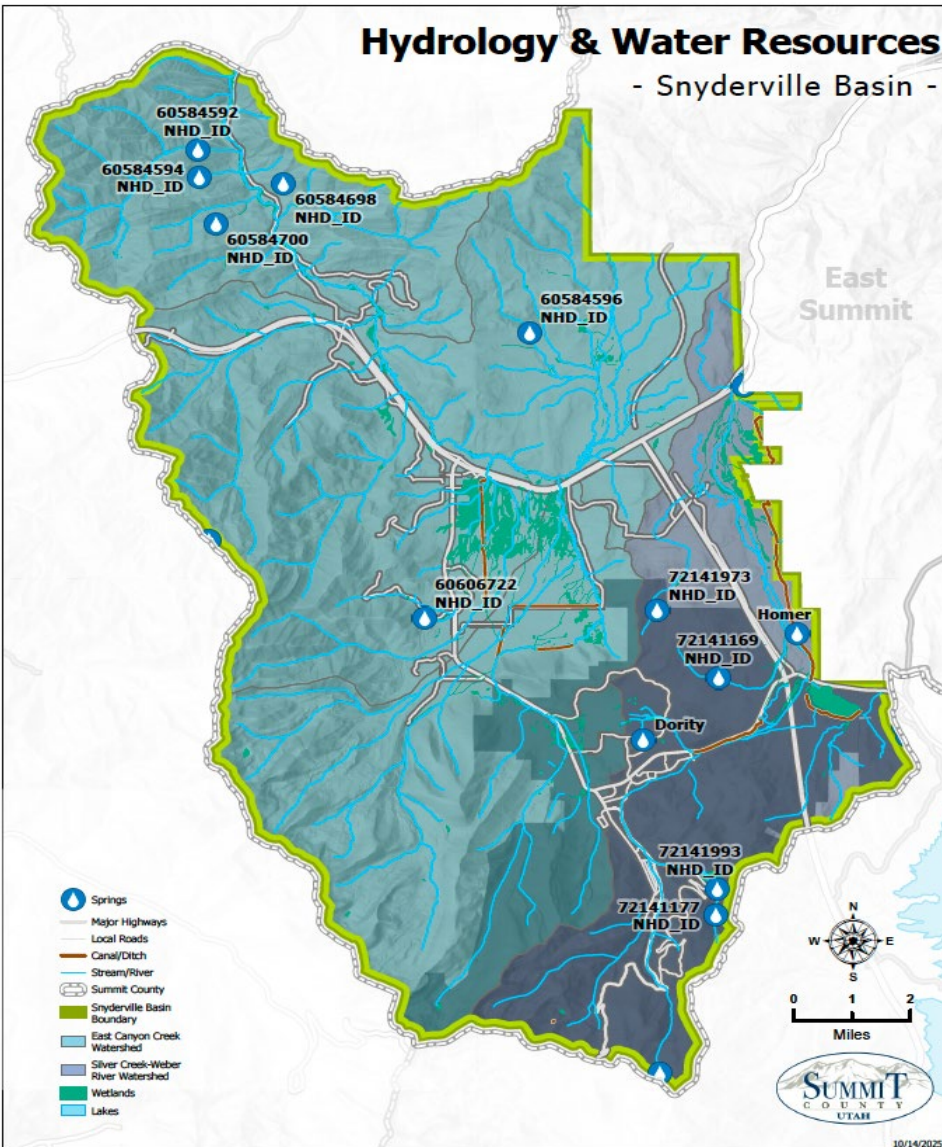 Hydrology & Water Resources
- Snyderville Basin -
60584592
NHD_ID
60584594
NHD_ID
60584698
NHD_ID
60584700
NHD_ID
60584596
NHD_ID
East
Summit
60606722
NHD_ID
72141973
NHD_ID
Homer
72141169
NHD_ID
Dority
72141993
NHD_ID
72141177
NHD_ID
Springs
Major Highways
Local Roads
Canal/Ditch
Stream/River
Summit County
Snyderville Basin
Boundary
East Canyon Creek
Watershed
Silver Creek-Weber
River Watershed
Wetlands
Lakes
N
W
E
S
0 1 2
Miles
SUMMIT
COUNTY
UTAH
10/14/2025